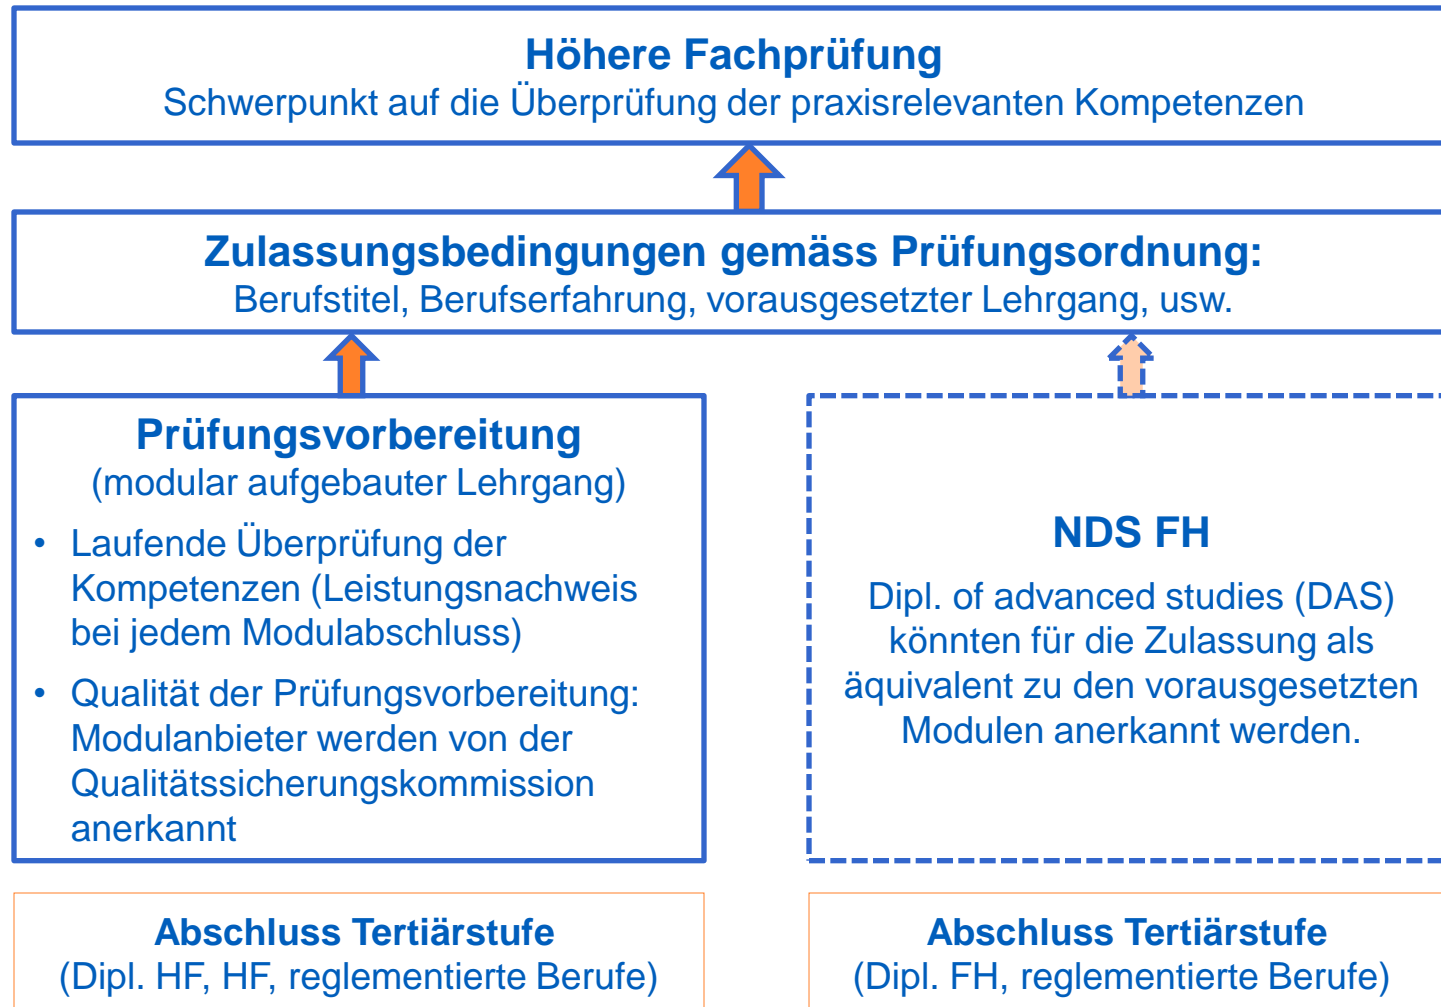 Höhere Fachprüfung
Schwerpunkt auf die Überprüfung der praxisrelevanten Kompetenzen
Zulassungsbedingungen gemäss Prüfungsordnung:
Berufstitel, Berufserfahrung, vorausgesetzter Lehrgang, usw.
Prüfungsvorbereitung
(modular aufgebauter Lehrgang)
• Laufende Überprüfung der
Kompetenzen (Leistungsnachweis
bei jedem Modulabschluss)
• Qualität der Prüfungsvorbereitung:
Modulanbieter werden von der
Qualitätssicherungskommission
anerkannt
NDS FH
Dipl. of advanced studies (DAS)
könnten für die Zulassung als
äquivalent zu den vorausgesetzten
Modulen anerkannt werden.
Abschluss Tertiärstufe
(Dipl. HF, HF, reglementierte Berufe)
Abschluss Tertiärstufe
(Dipl. FH, reglementierte Berufe)